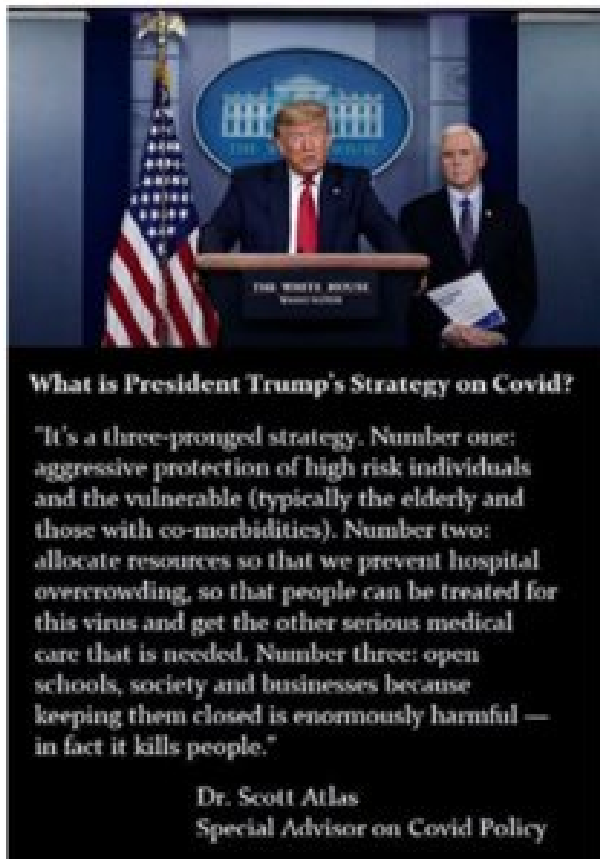 THE WHITE HOUSE
What is President Trump's Strategy on Covid?
"It's a three-pronged strategy. Number one:
aggressive protection of high risk individuals
and the vulnerable (typically the elderly and
those with co-morbidities). Number two:
allocate resources so that we prevent hospital
overcrowding, so that people can be treated for
this virus and get the other serious medical
care that is needed. Number three: open
schools, society and businesses because
keeping them closed is enormously harmful —
in fact it kills people."
Dr. Scott Atlas
Special Advisor on Covid Policy